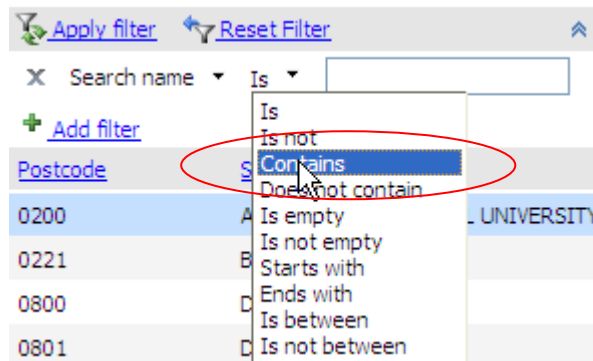 Apply filter Reset Filter
Search name Is
Is
Add filter
Is not
Postcode S Contains
Does not contain
0200 A Is empty L UNIVERSITY
Is not empty
0221 B Starts with
0800 D Ends with
Is between
0801 D Is not between